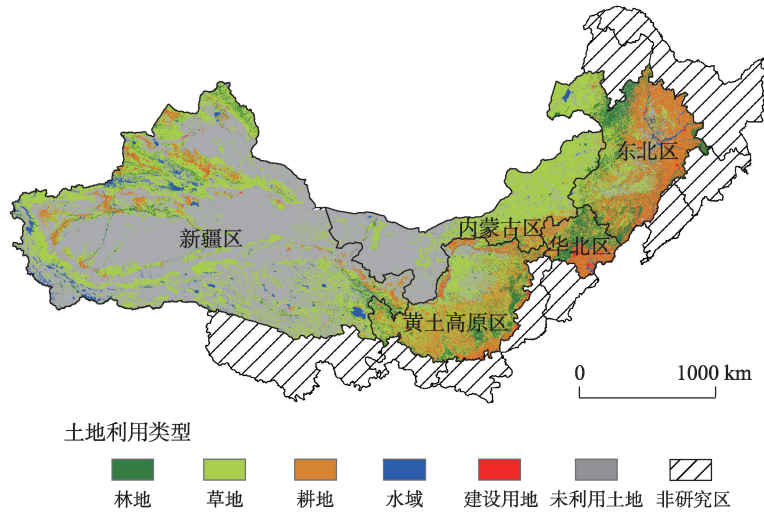 东北区
内蒙古区
华北区
新疆区
黄土高原区
0 1000 km
土地利用类型
林地 草地 耕地 水域 建设用地 未利用土地 非研究区